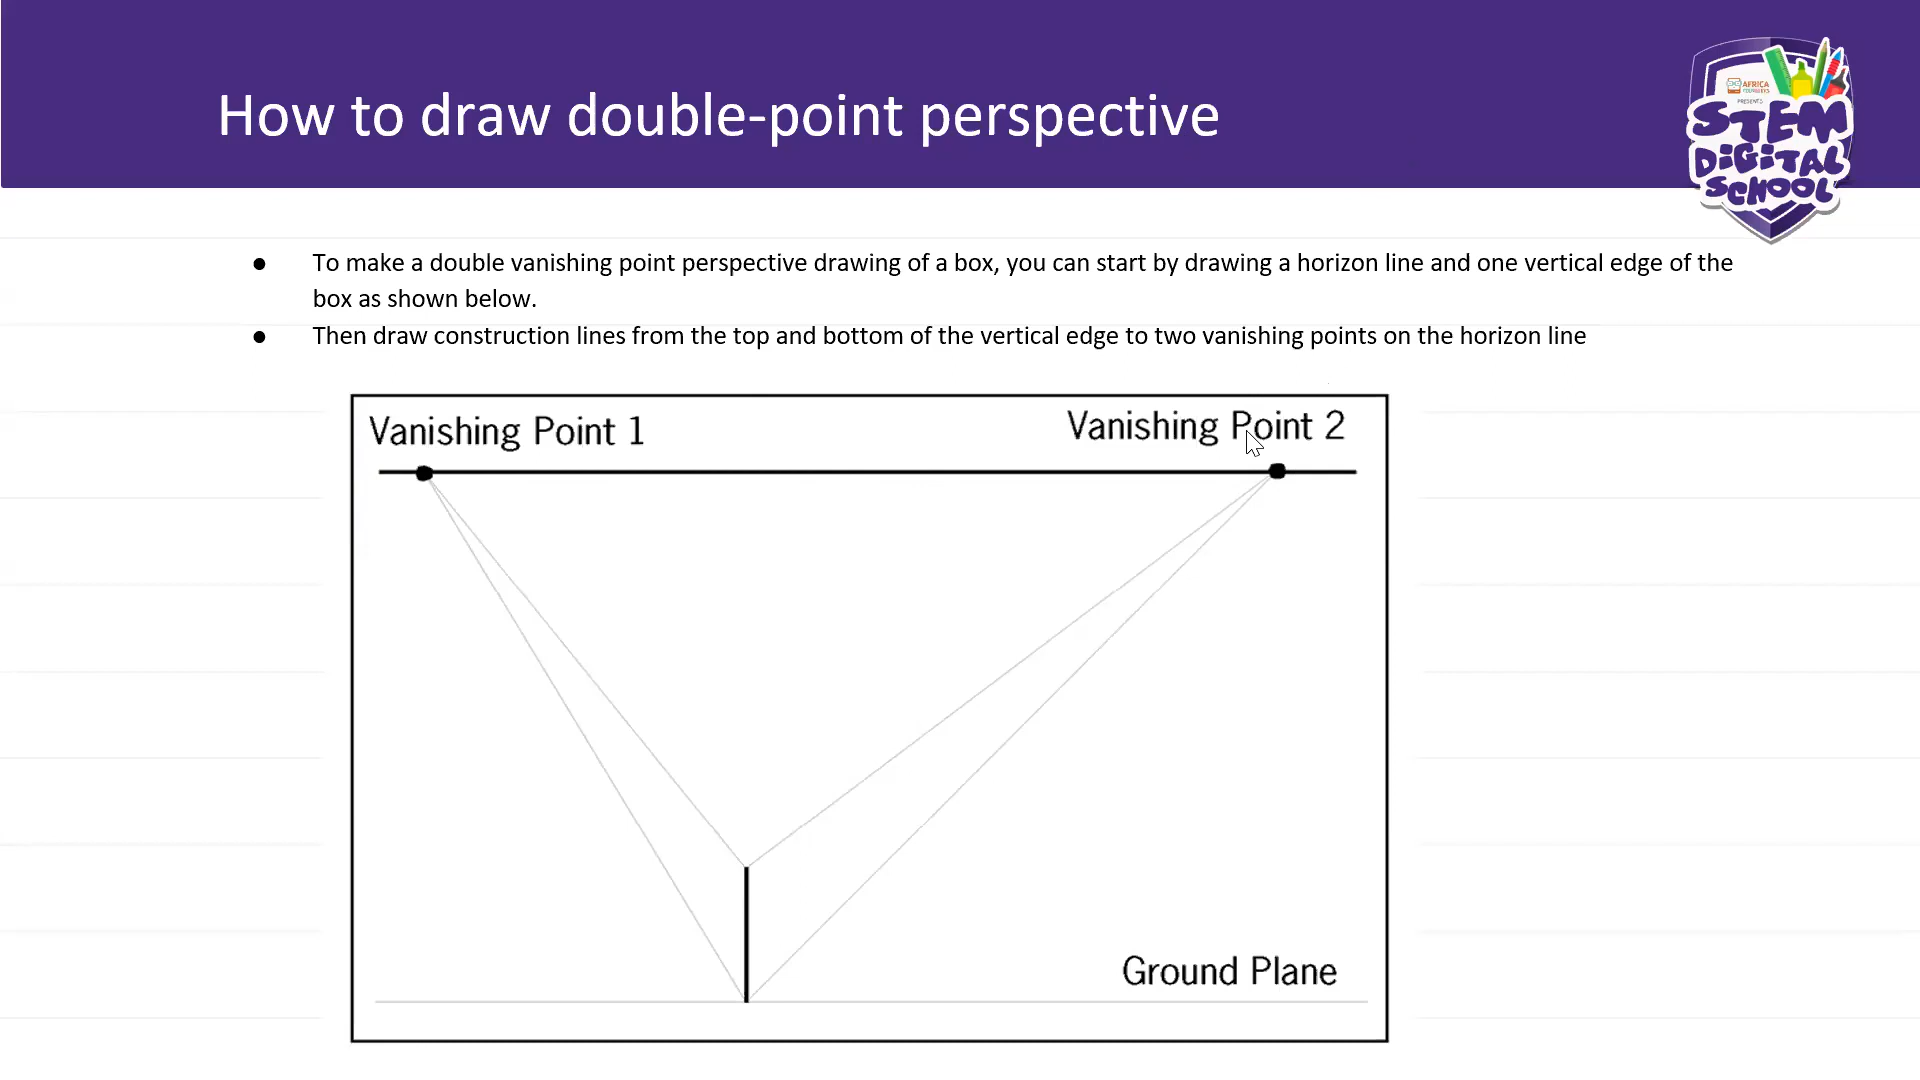 How to draw double-point perspective
AFRICA
PRESENTS
STEM
DIGITAL
SCHOOL
● To make a double vanishing point perspective drawing of a box, you can start by drawing a horizon line and one vertical edge of the
box as shown below.
● Then draw construction lines from the top and bottom of the vertical edge to two vanishing points on the horizon line
Vanishing Point 1
Vanishing Point 2
Ground Plane